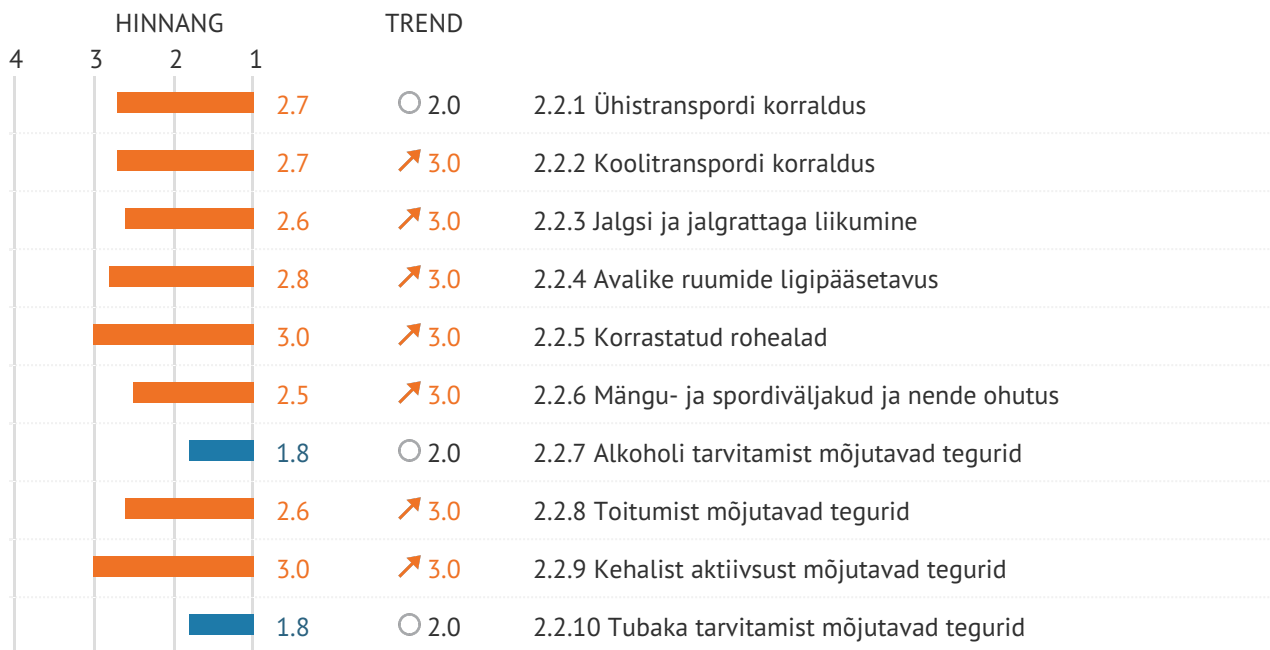 HINNANG TREND
4 3 2 1
2.7 2.0 2.2.1 Ühistranspordi korraldus
2.7 3.0 2.2.2 Koolitranspordi korraldus
2.6 3.0 2.2.3 Jalgsi ja jalgrattaga liikumine
2.8 3.0 2.2.4 Avalike ruumide ligipääsetavus
3.0 3.0 2.2.5 Korrastatud rohealad
2.5 3.0 2.2.6 Mängu- ja spordiväljakud ja nende ohutus
1.8 2.0 2.2.7 Alkoholi tarvitamist mõjutavad tegurid
2.6 3.0 2.2.8 Toitumist mõjutavad tegurid
3.0 3.0 2.2.9 Kehalist aktiivsust mõjutavad tegurid
1.8 2.0 2.2.10 Tubaka tarvitamist mõjutavad tegurid